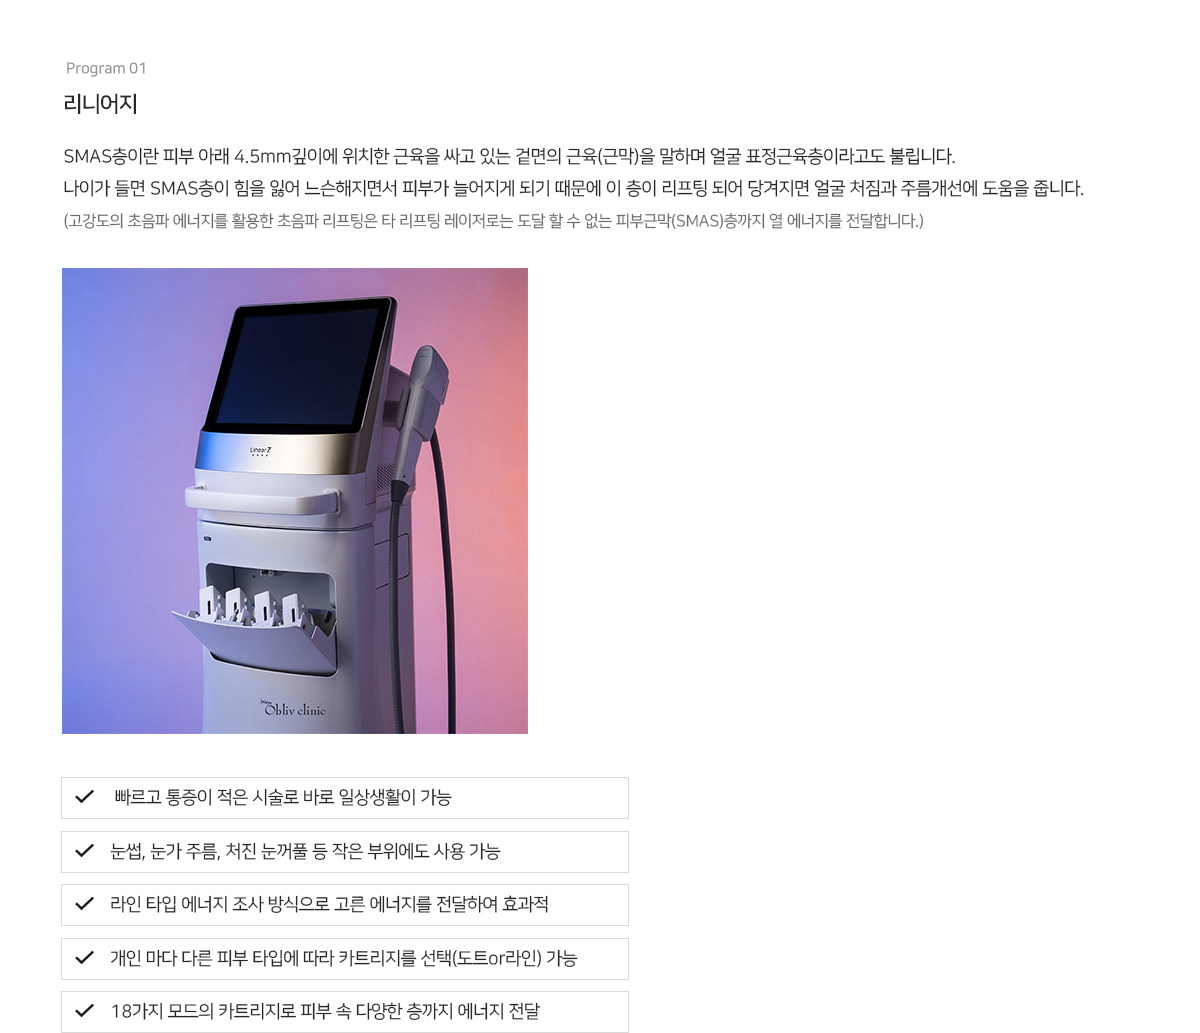 Program 01
리니어지
SMAS층이란 피부 아래 4.5mm깊이에 위치한 근육을 싸고 있는 겉면의 근육(근막)을 말하며 얼굴 표정근육층이라고도 불립니다.
나이가 들면 SMAS층이 힘을 잃어 느슨해지면서 피부가 늘어지게 되기 때문에 이 층이 리프팅 되어 당겨지면 얼굴 처짐과 주름개선에 도움을 줍니다.
(고강도의 초음파 에너지를 활용한 초음파 리프팅은 타 리프팅 레이저로는 도달 할 수 없는 피부근막(SMAS)층까지 열 에너지를 전달합니다.)
LinearZ
Obliv clinic
빠르고 통증이 적은 시술로 바로 일상생활이 가능
눈썹, 눈가 주름, 처진 눈꺼풀 등 작은 부위에도 사용 가능
라인 타입 에너지 조사 방식으로 고른 에너지를 전달하여 효과적
개인 마다 다른 피부 타입에 따라 카트리지를 선택(도트or라인) 가능
18가지 모드의 카트리지로 피부 속 다양한 층까지 에너지 전달